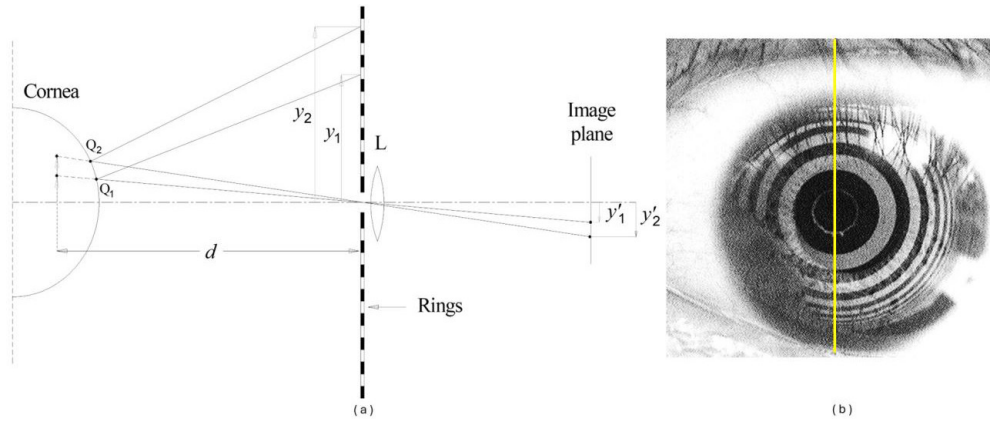 Cornea
Q₂
Q₁
y₂
y₁
d
L
Image
plane
y′₁
y′₂
Rings
(a)
(b)